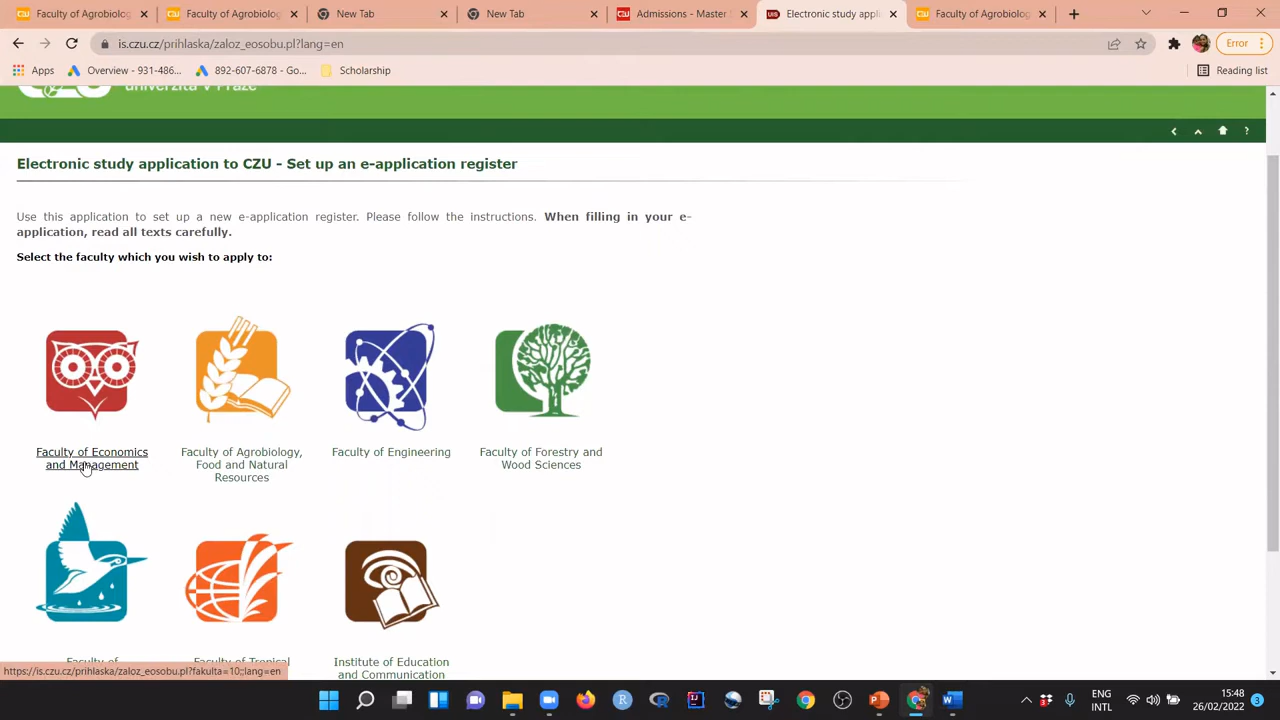 Faculty of Agrobiolog
Faculty of Agrobiolog
New Tab
New Tab
Admissions - Master
Electronic study appli
Faculty of Agrobiolog
is.czu.cz/prihlaska/zaloz_eosobu.pl?lang=en
Error
Apps
Overview - 931-486...
892-607-6878 - Go...
Scholarship
Reading list
univerzita v Praze
Electronic study application to CZU - Set up an e-application register
Use this application to set up a new e-application register. Please follow the instructions. When filling in your e-
application, read all texts carefully.
Select the faculty which you wish to apply to:
Faculty of Economics
and Management
Faculty of Agrobiology,
Food and Natural
Resources
Faculty of Engineering
Faculty of Forestry and
Wood Sciences
Faculty of
Faculty of Tropical
Institute of Education
and Communication
https://is.czu.cz/prihlaska/zaloz_eosobu.pl?fakulta=10;;lang=en
ENG
INTL
15:48
26/02/2022
3